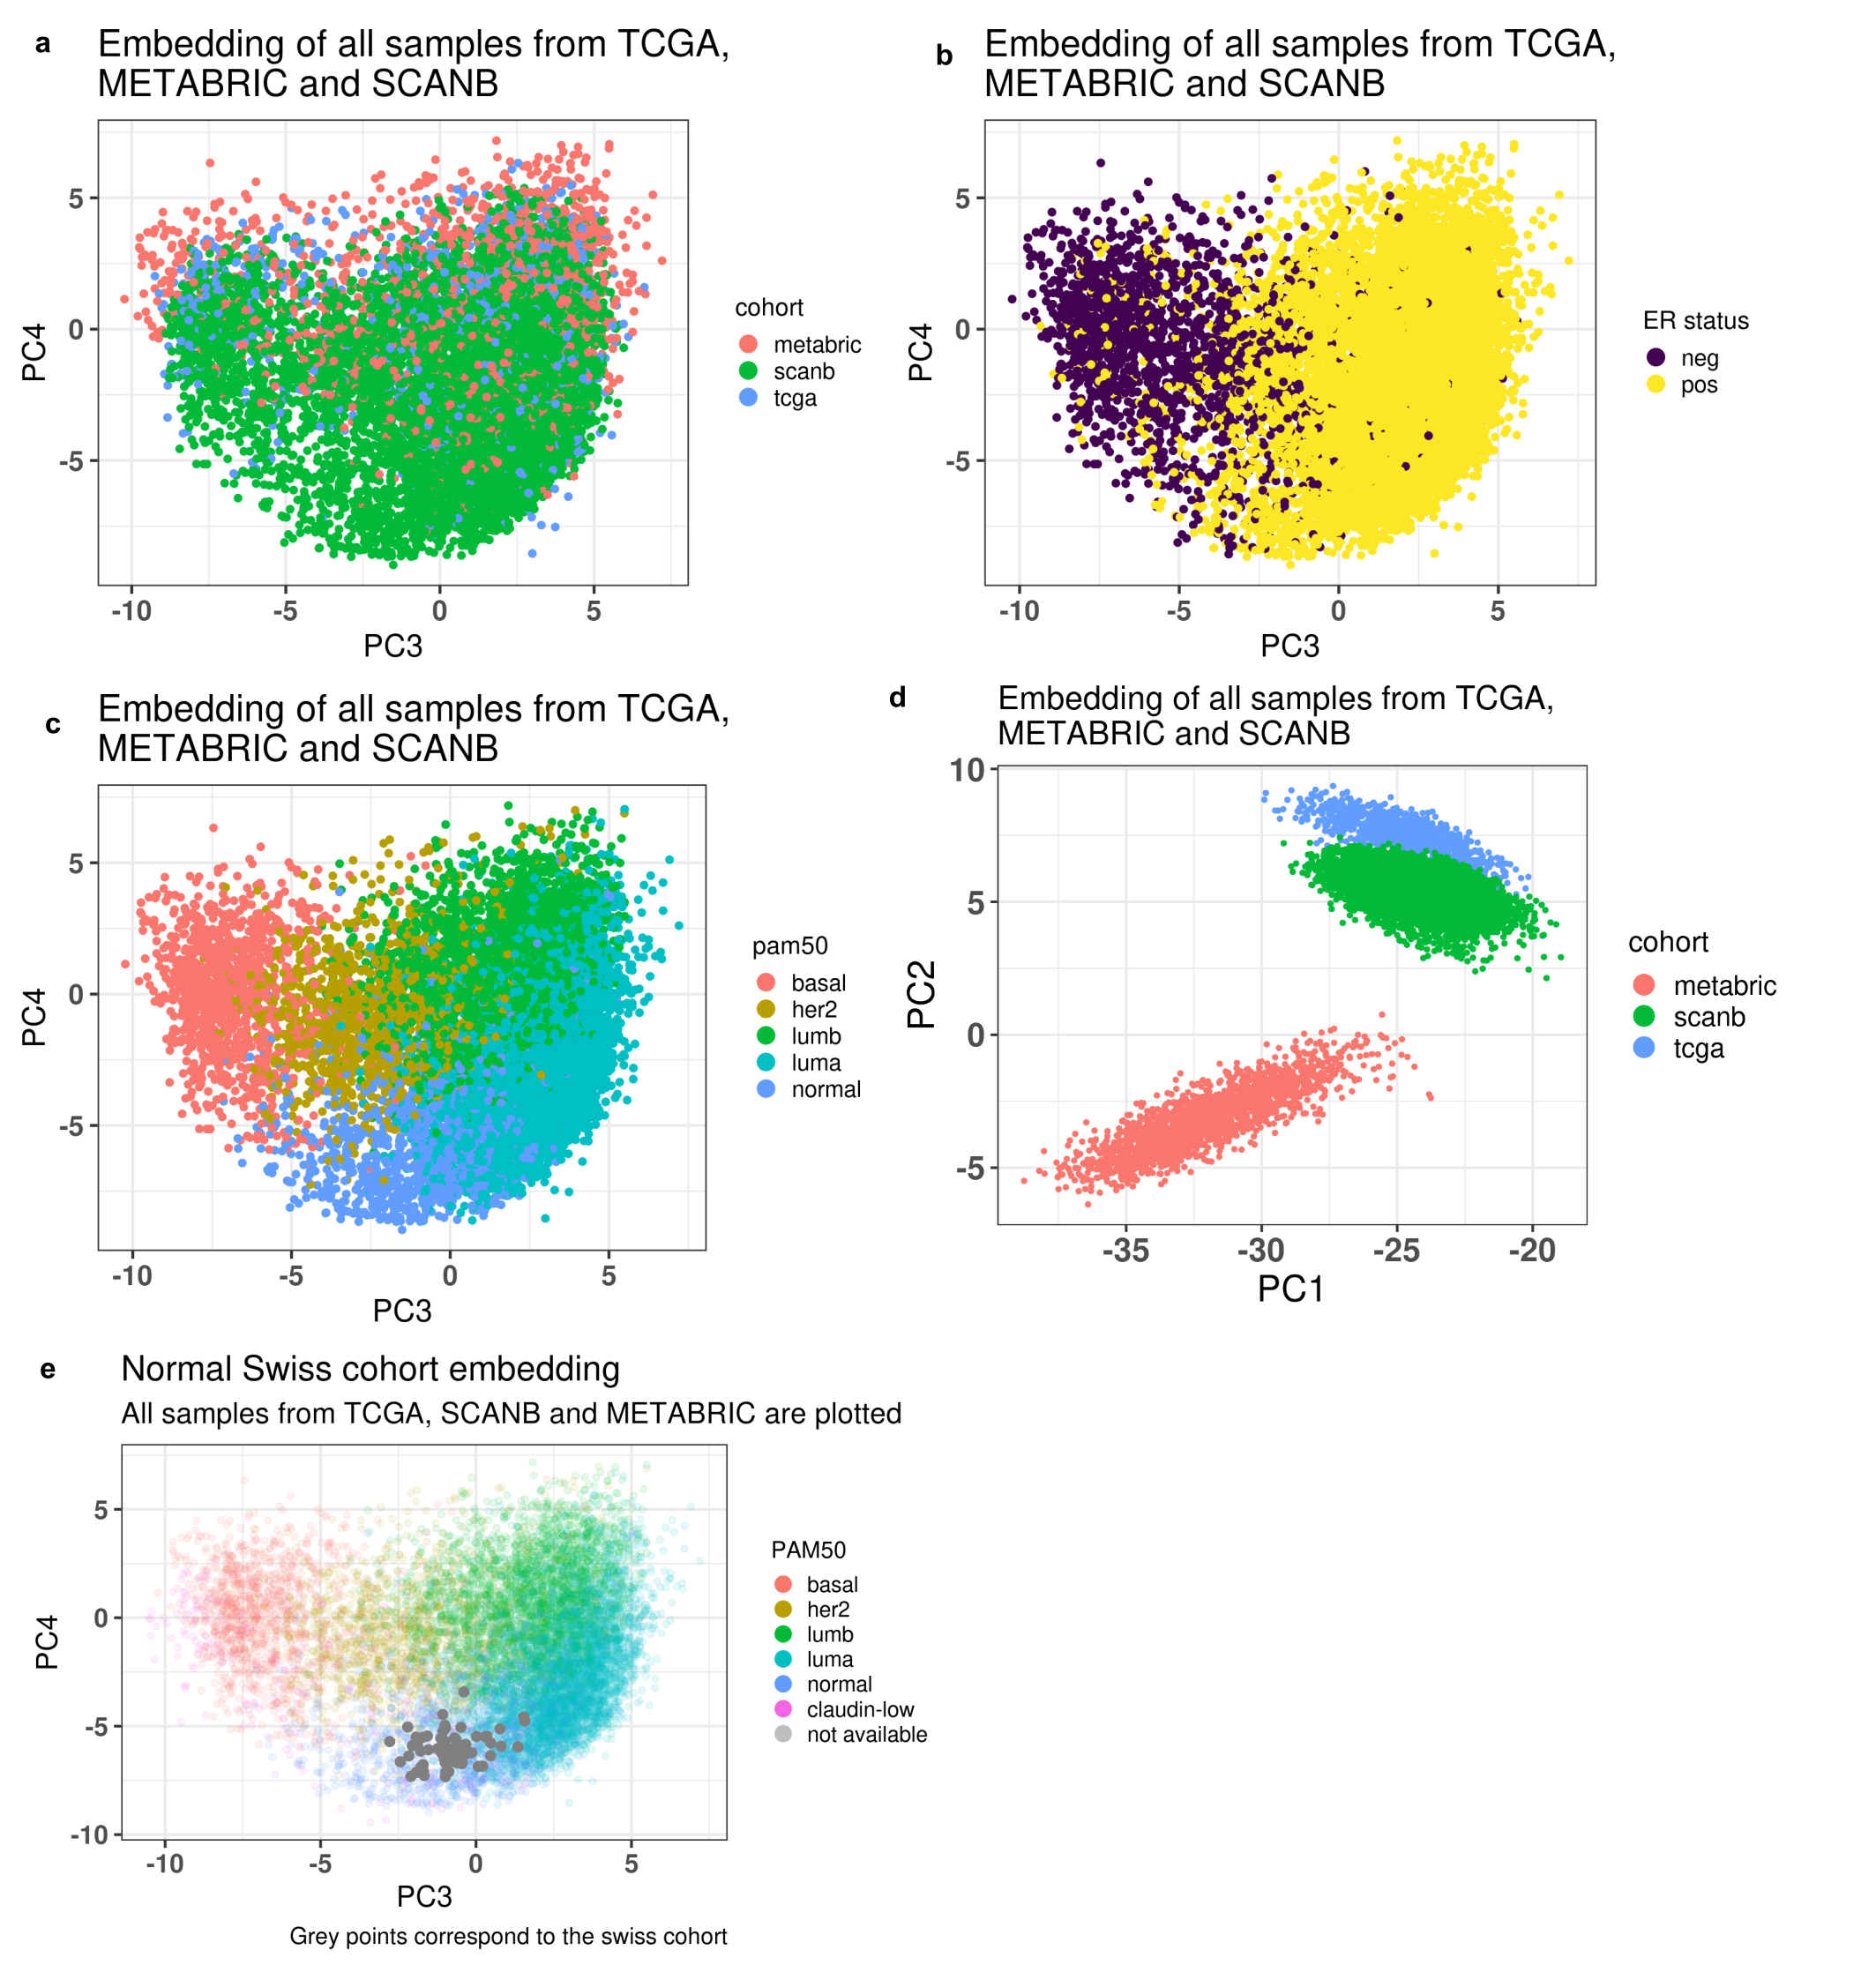 a
Embedding of all samples from TCGA,
METABRIC and SCANB
5
0
-5
-10
-5
0
5
PC3
PC4
cohort
metabric
scanb
tcga
b
Embedding of all samples from TCGA,
METABRIC and SCANB
5
0
-5
-10
-5
0
5
PC3
PC4
ER status
neg
pos
c
Embedding of all samples from TCGA,
METABRIC and SCANB
5
0
-5
-10
-5
0
5
PC3
PC4
pam50
basal
her2
lumb
luma
normal
d
Embedding of all samples from TCGA,
METABRIC and SCANB
10
5
0
-5
-35
-30
-25
-20
PC1
PC2
cohort
metabric
scanb
tcga
e
Normal Swiss cohort embedding
All samples from TCGA, SCANB and METABRIC are plotted
5
0
-5
-10
-10
-5
0
5
PC3
PC4
PAM50
basal
her2
lumb
luma
normal
claudin-low
not available
Grey points correspond to the swiss cohort